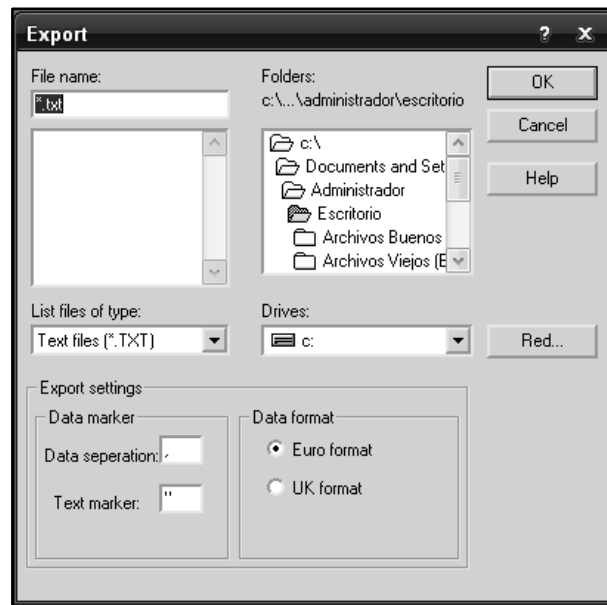 Export
File name:
*.txt
Folders:
c:\...\administrador\escritorio
c:\
Documents and Set
Administrador
Escritorio
Archivos Buenos
Archivos Viejos (E
OK
Cancel
Help
List files of type:
Text files (*.TXT)
Drives:
c:
Red...
Export settings
Data marker
Data seperation: ,
Text marker: "
Data format
Euro format
UK format